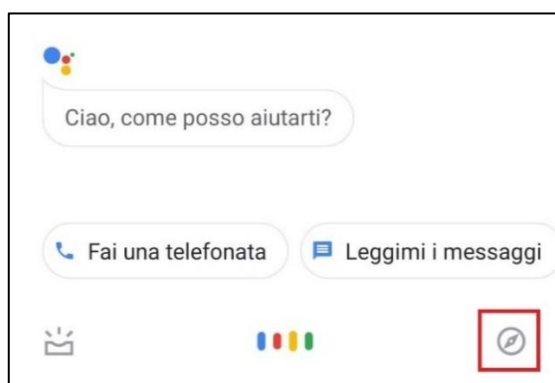 Ciao, come posso aiutarti?
Fai una telefonata
Leggimi i messaggi